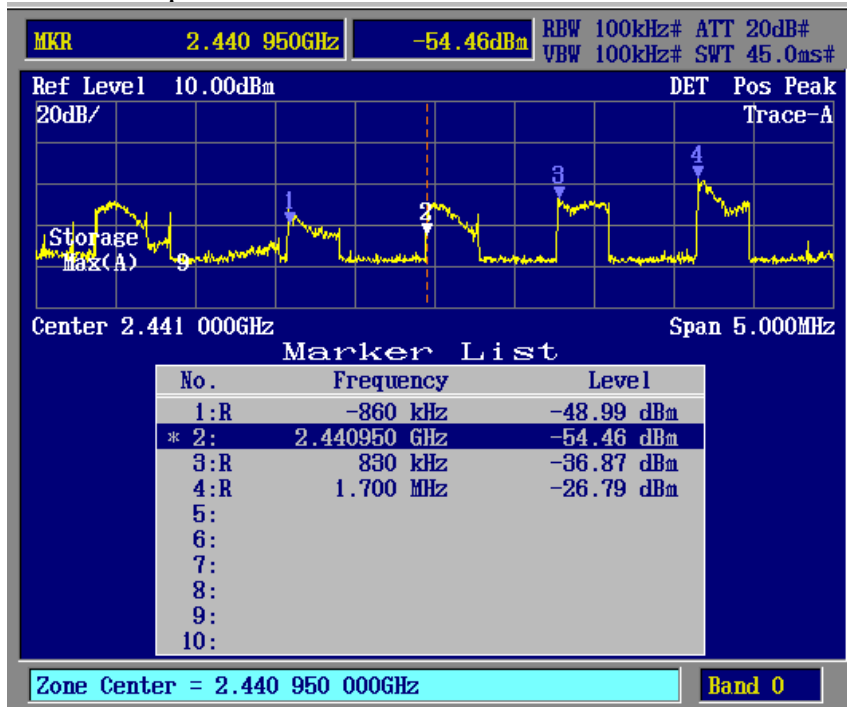 MKR 2.440 950GHz -54.46dBm RBW 100kHz# ATT 20dB#
VBW 100kHz# SWT 45.0ms#
Ref Level 10.00dBm DET Pos Peak
20dB/ Trace-A
4
3
1
2
Storage
Max(A) 9
Center 2.441 000GHz Span 5.000MHz
Marker List
No. Frequency Level
1:R -860 kHz -48.99 dBm
* 2: 2.440950 GHz -54.46 dBm
3:R 830 kHz -36.87 dBm
4:R 1.700 MHz -26.79 dBm
5:
6:
7:
8:
9:
10:
Zone Center = 2.440 950 000GHz Band 0